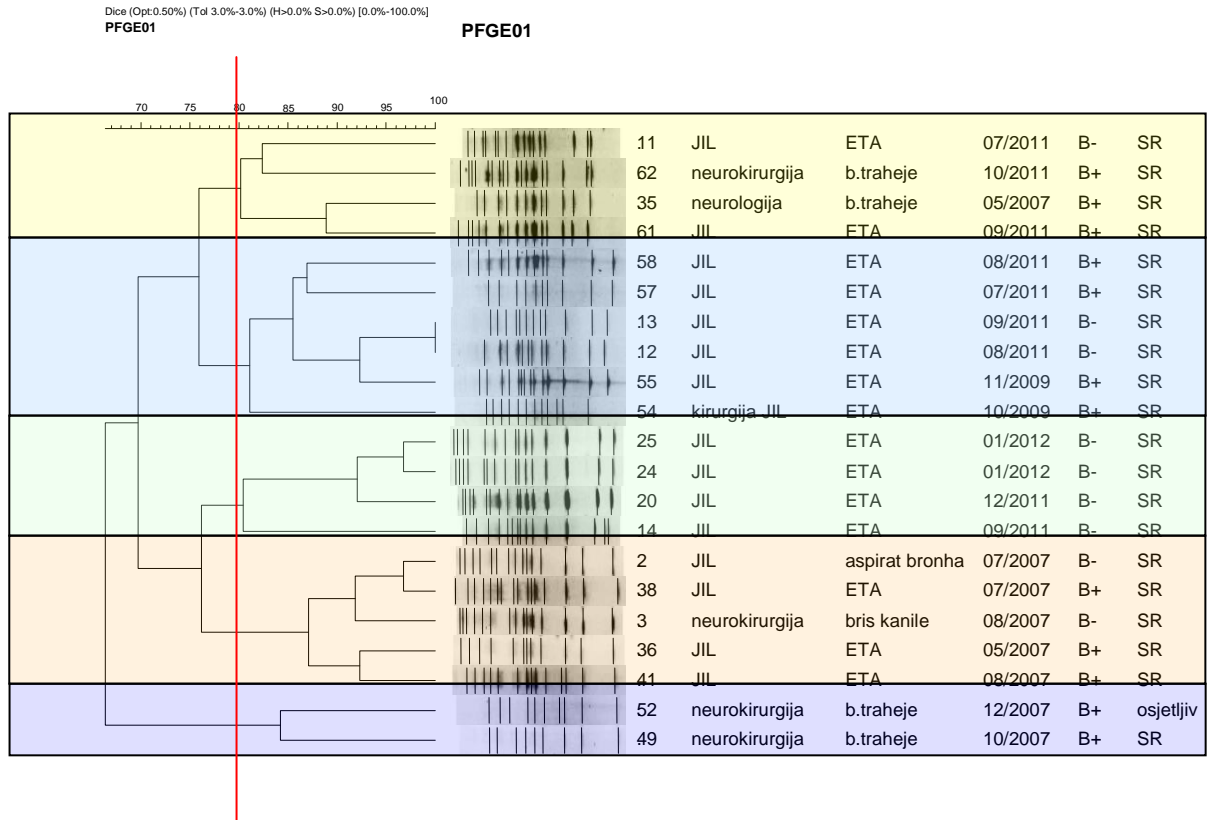 Dice (Opt:0.50%) (Tol 3.0%-3.0%) (H>0.0% S>0.0%) [0.0%-100.0%]
PFGE01
PFGE01
70 75 80 85 90 95 100
11 JIL ETA 07/2011 B- SR
62 neurokirurgija b.traheje 10/2011 B+ SR
35 neurologija b.traheje 05/2007 B+ SR
61 JIL ETA 09/2011 B+ SR
58 JIL ETA 08/2011 B+ SR
57 JIL ETA 07/2011 B+ SR
13 JIL ETA 09/2011 B- SR
12 JIL ETA 08/2011 B- SR
55 JIL ETA 11/2009 B+ SR
54 kirurgija JIL ETA 10/2009 B+ SR
25 JIL ETA 01/2012 B- SR
24 JIL ETA 01/2012 B- SR
20 JIL ETA 12/2011 B- SR
14 JIL ETA 09/2011 B- SR
2 JIL aspirat bronha 07/2007 B- SR
38 JIL ETA 07/2007 B+ SR
3 neurokirurgija bris kanile 08/2007 B- SR
36 JIL ETA 05/2007 B+ SR
41 JIL ETA 08/2007 B+ SR
52 neurokirurgija b.traheje 12/2007 B+ osjetljiv
49 neurokirurgija b.traheje 10/2007 B+ SR